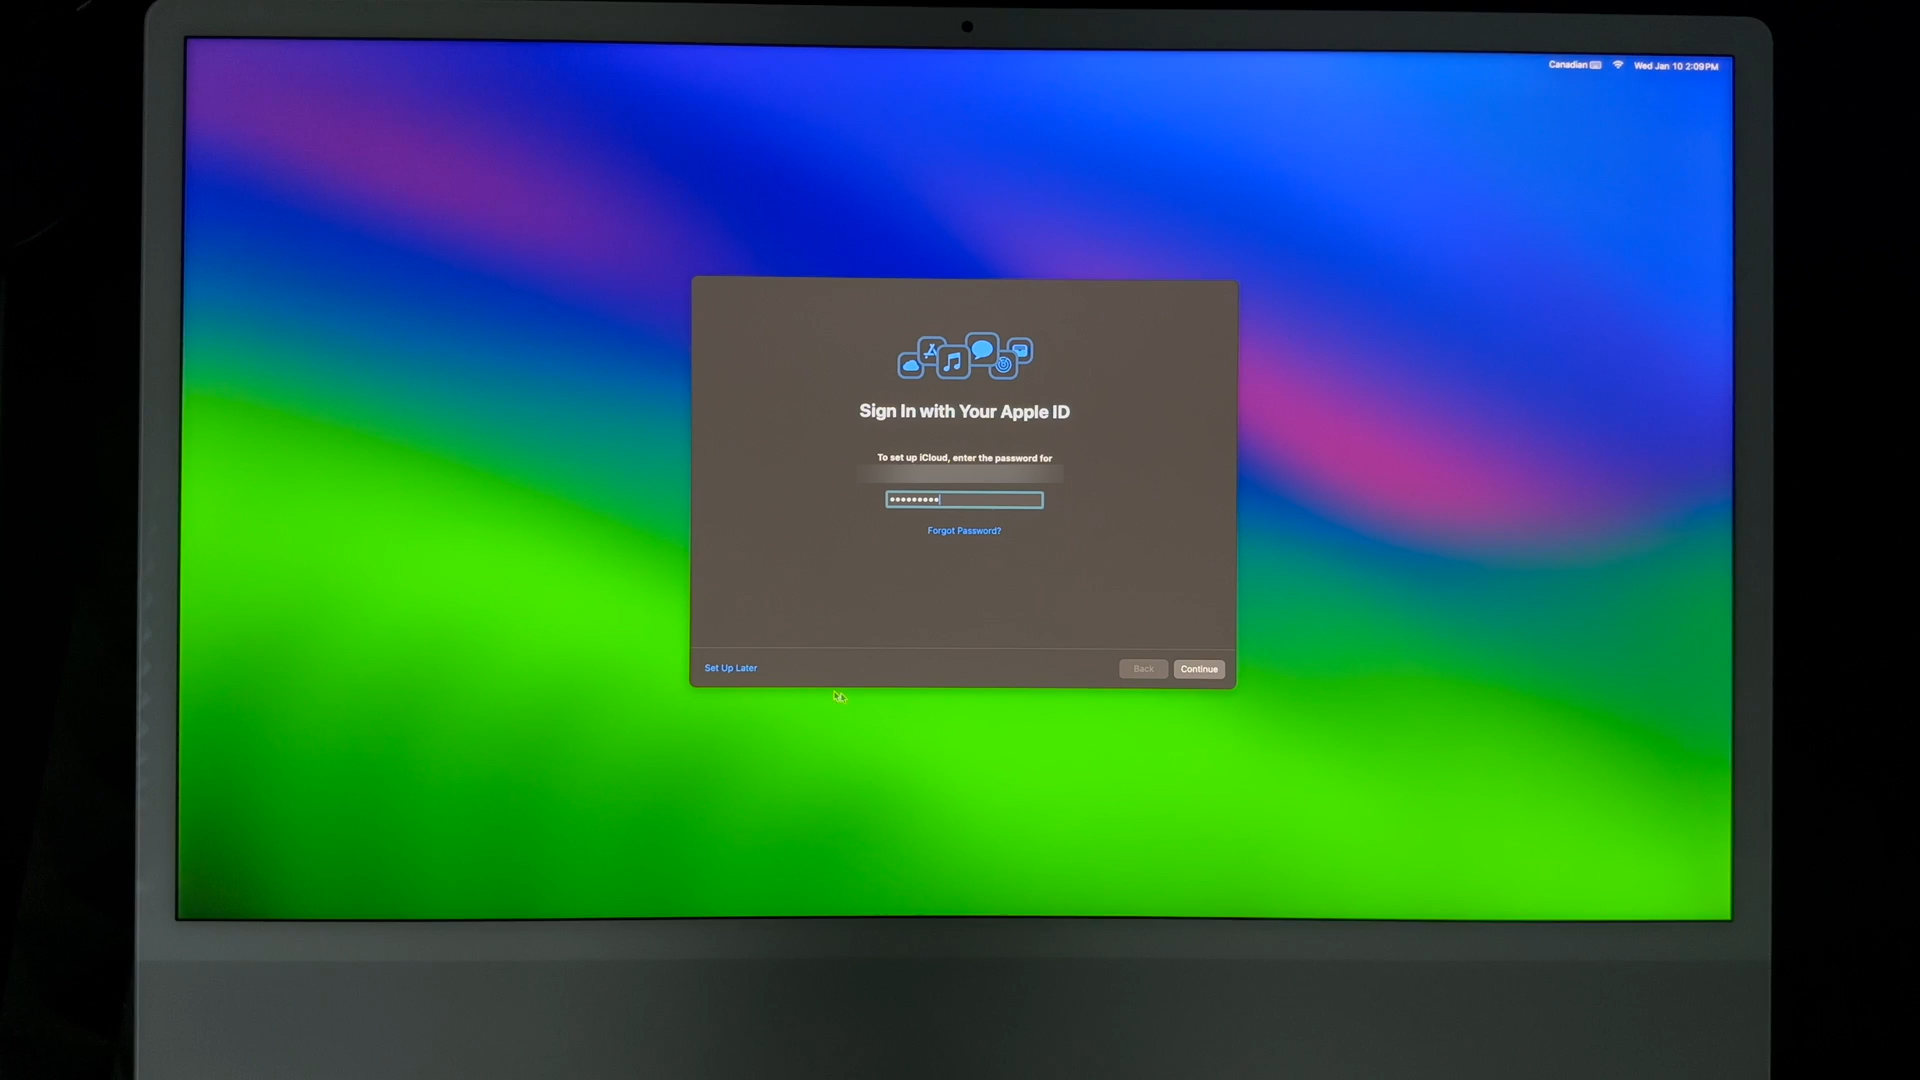 Canadian Wed Jan 10 2:09 PM
Sign In with Your Apple ID
To set up iCloud, enter the password for
•••••••••
Forgot Password?
Set Up Later
Back
Continue